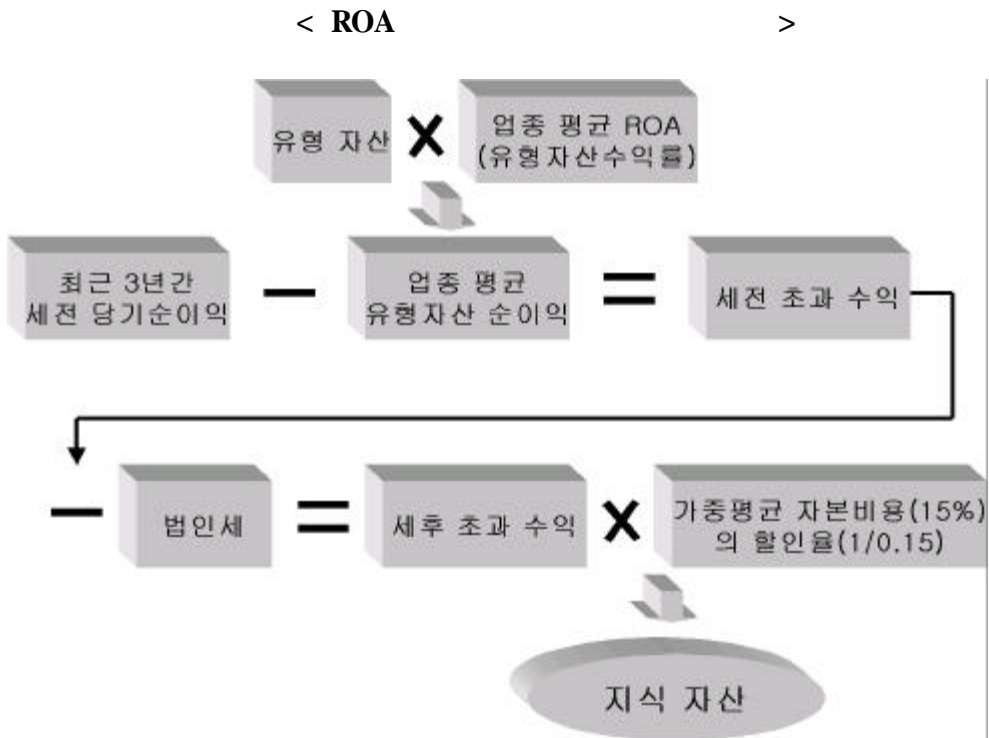 < ROA >
유형 자산 × 업종 평균 ROA
(유형자산수익률)
최근 3년간
세전 당기순이익
－
업종 평균
유형자산 순이익
=
세전 초과 수익
－ 법인세 = 세후 초과 수익 ×
가중평균 자본비용(15%)
의 할인율(1/0.15)
지식 자산